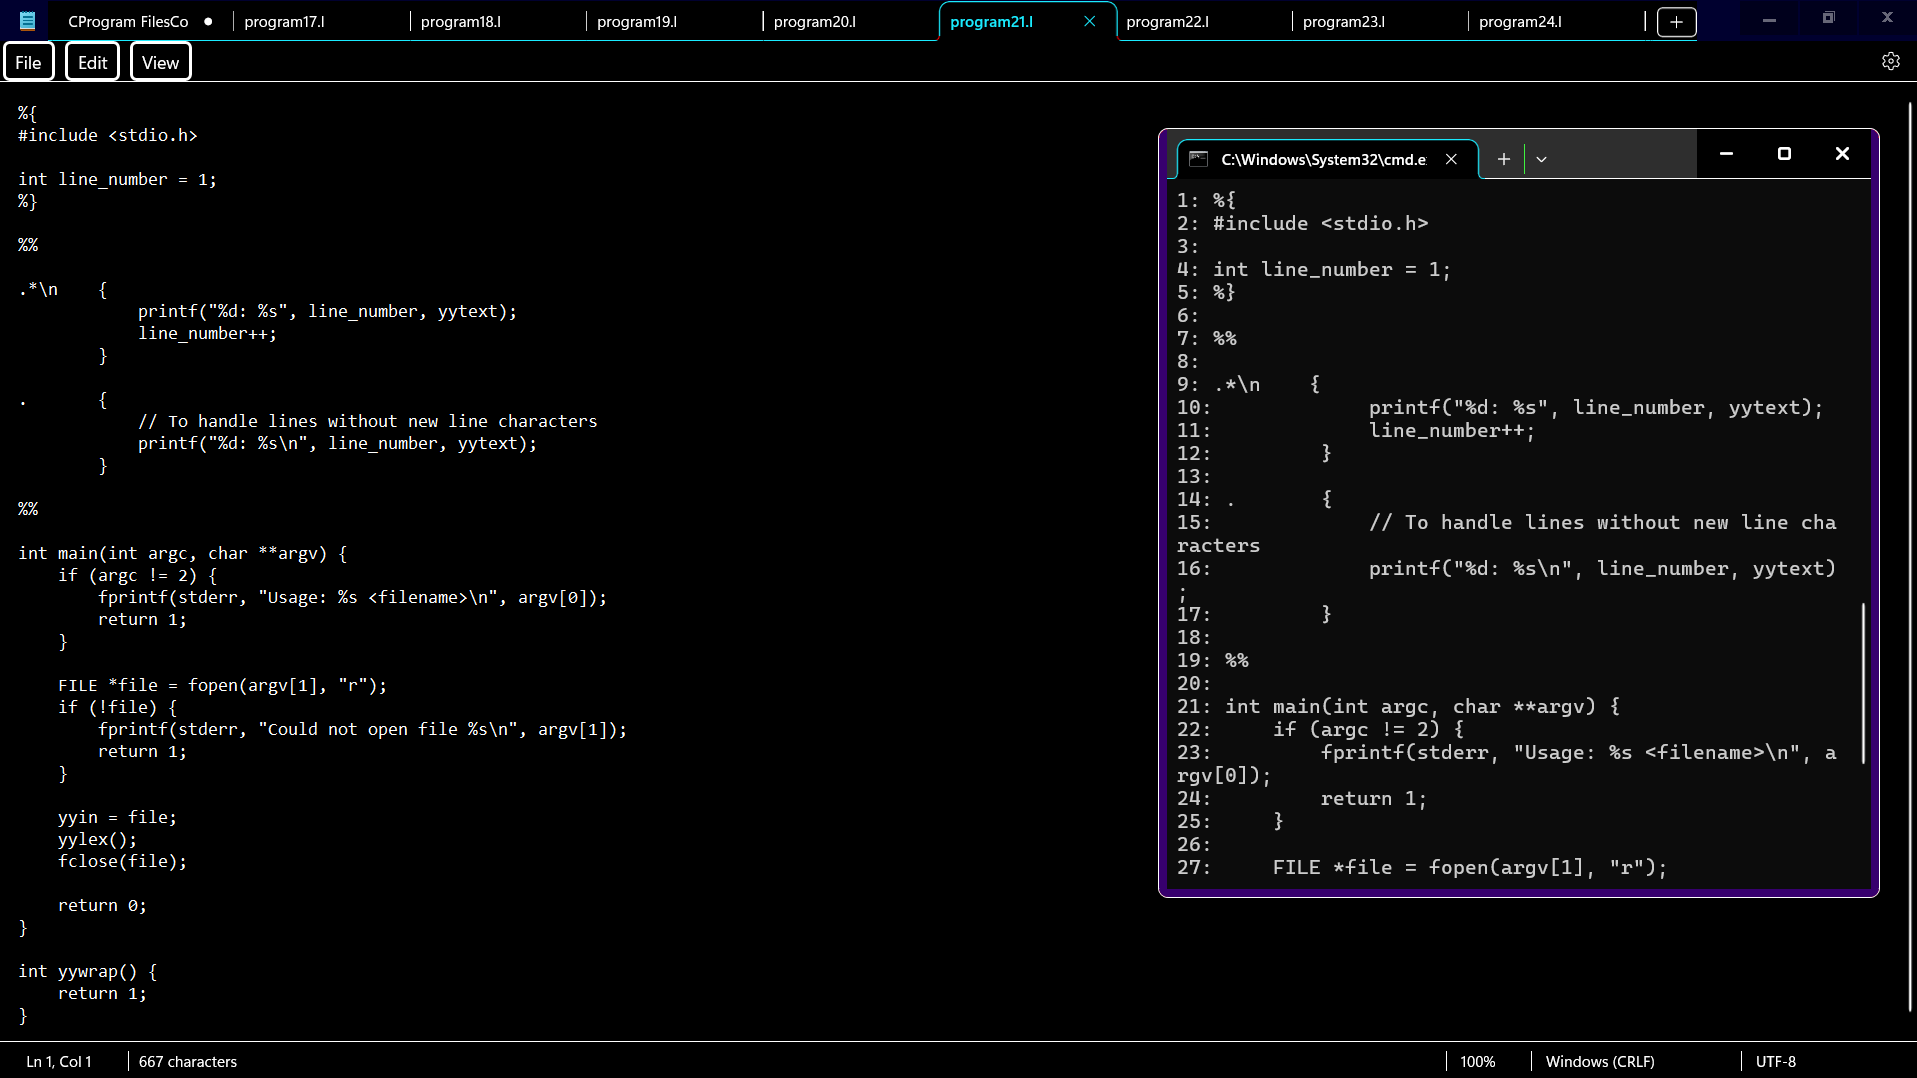 CProgram FilesCo program17.l program18.l program19.l program20.l program21.l program22.l program23.l program24.l
File Edit View
%{
#include <stdio.h>
int line_number = 1;
%}
%%
.*\n    {
            printf("%d: %s", line_number, yytext);
            line_number++;
        }
.       {
            // To handle lines without new line characters
            printf("%d: %s\n", line_number, yytext);
        }
%%
int main(int argc, char **argv) {
    if (argc != 2) {
        fprintf(stderr, "Usage: %s <filename>\n", argv[0]);
        return 1;
    }
    FILE *file = fopen(argv[1], "r");
    if (!file) {
        fprintf(stderr, "Could not open file %s\n", argv[1]);
        return 1;
    }
    yyin = file;
    yylex();
    fclose(file);
    return 0;
}
int yywrap() {
    return 1;
}
C:\Windows\System32\cmd.e
1: %{
2: #include <stdio.h>
3:
4: int line_number = 1;
5: %}
6:
7: %%
8:
9: .*\n    {
10:             printf("%d: %s", line_number, yytext);
11:             line_number++;
12:         }
13:
14: .       {
15:             // To handle lines without new line cha
racters
16:             printf("%d: %s\n", line_number, yytext)
;
17:         }
18:
19: %%
20:
21: int main(int argc, char **argv) {
22:     if (argc != 2) {
23:         fprintf(stderr, "Usage: %s <filename>\n", a
rgv[0]);
24:         return 1;
25:     }
26:
27:     FILE *file = fopen(argv[1], "r");
Ln 1, Col 1 667 characters 100% Windows (CRLF) UTF-8